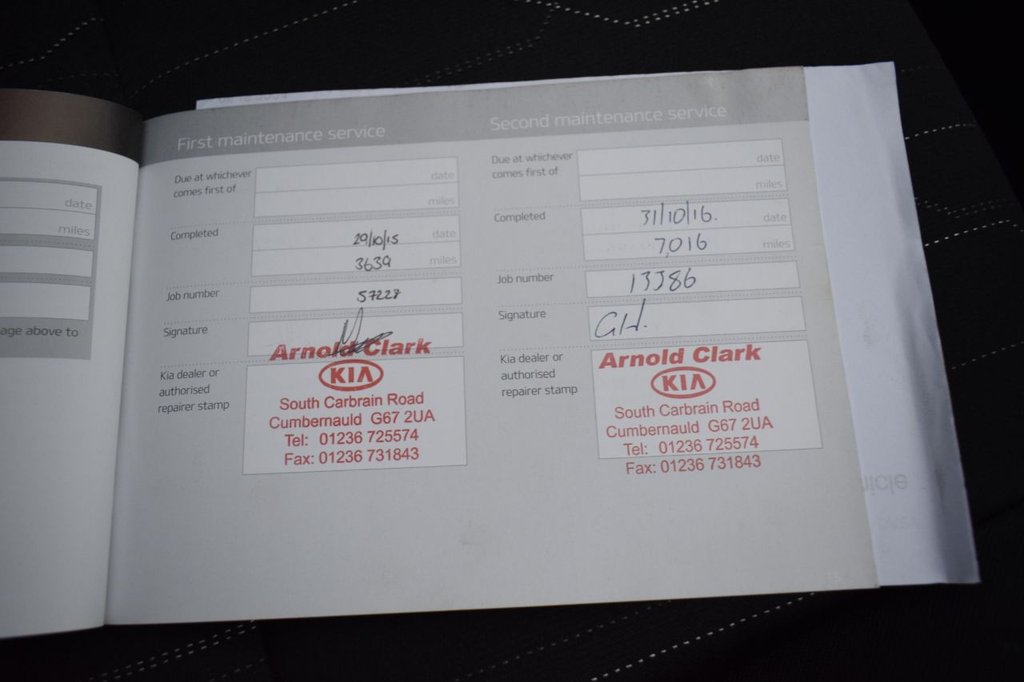 date
miles
age above to
First maintenance service
Due at whichever
comes first of
date
miles
Completed
29/10/15 date
3639 miles
Job number
57227
Signature
Kia dealer or
authorised
repairer stamp
Arnold Clark
KIA
South Carbrain Road
Cumbernauld G67 2UA
Tel: 01236 725574
Fax: 01236 731843
Second maintenance service
Due at whichever
comes first of
date
miles
Completed
31/10/16. date
7,016 miles
Job number
Signature
Kia dealer or
authorised
repairer stamp
Arnold Clark
KIA
South Carbrain Road
Cumbernauld G67 2UA
Tel: 01236 725574
Fax: 01236 731843